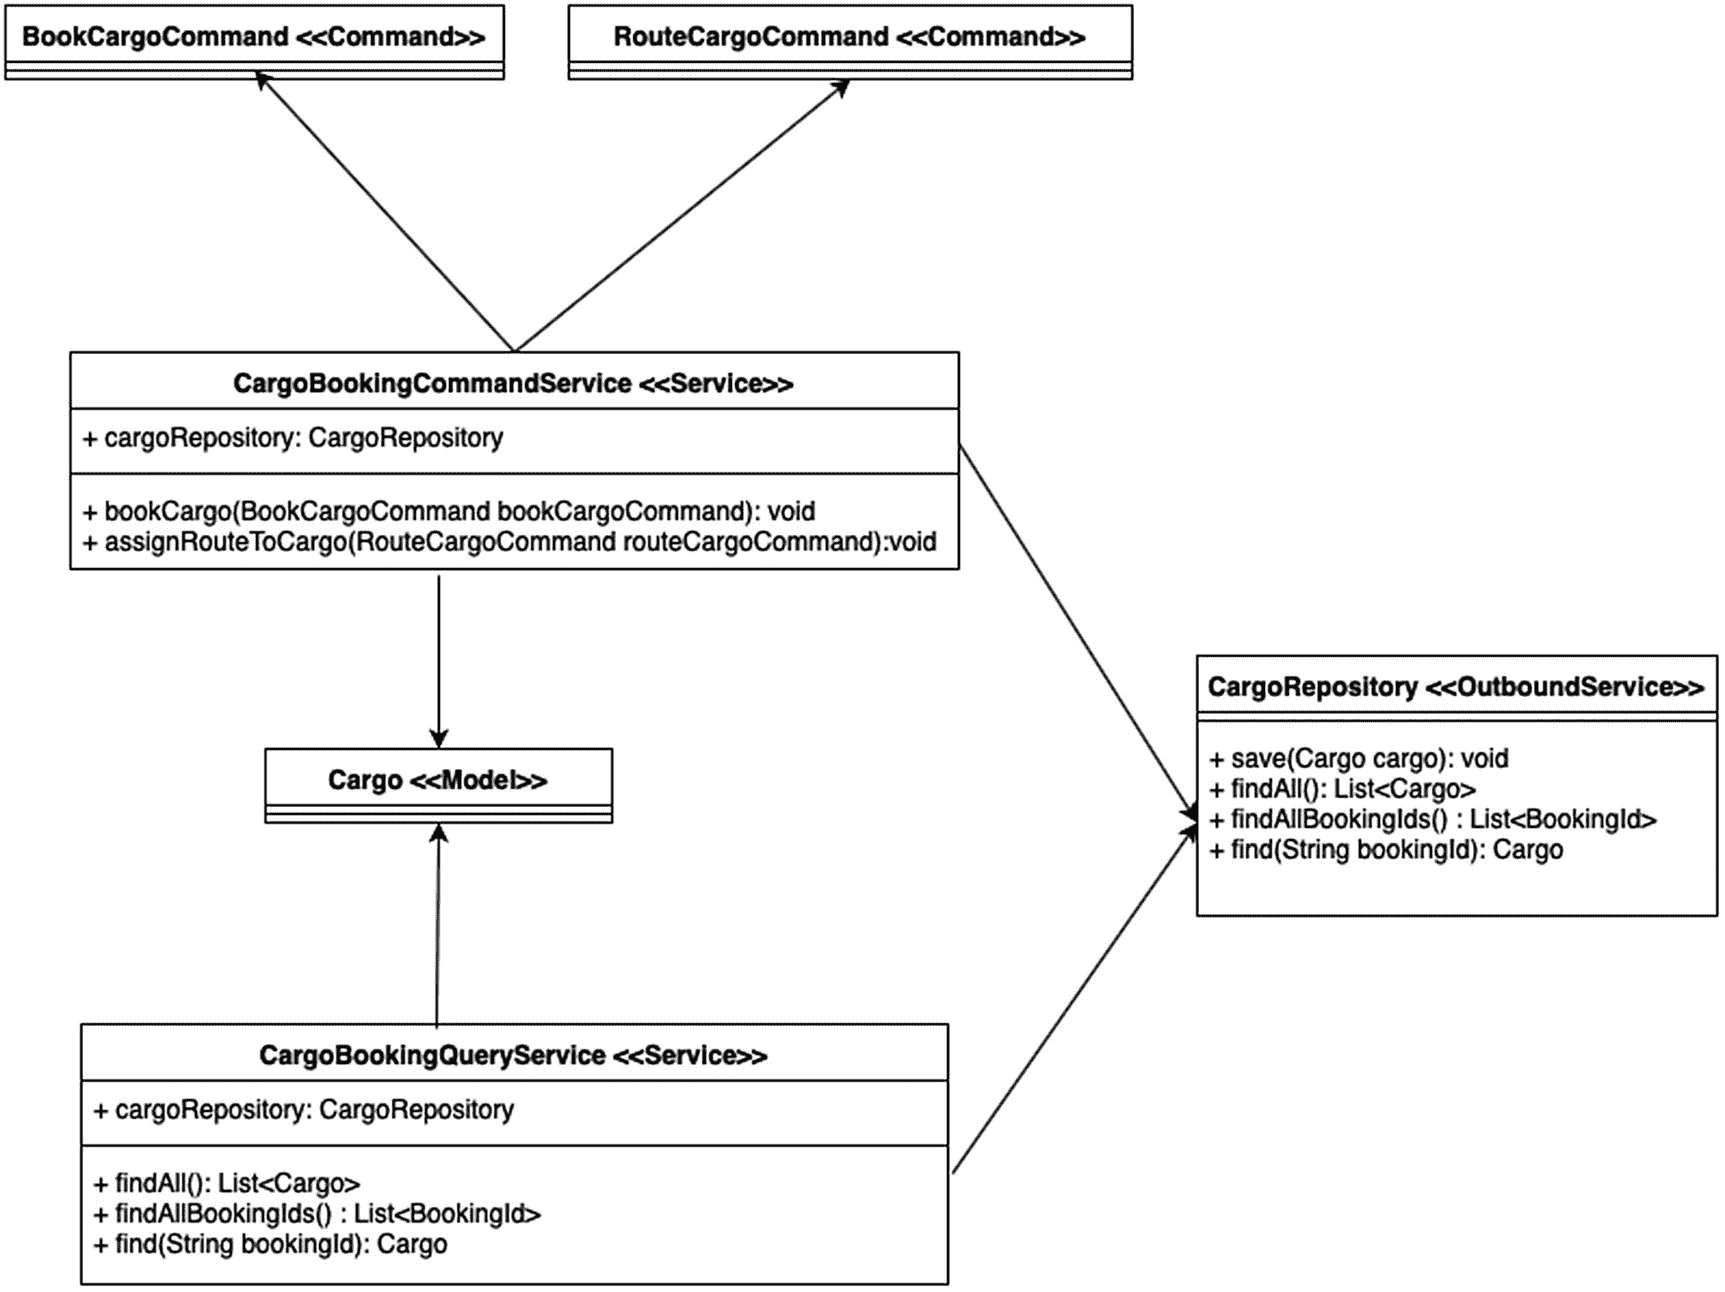 BookCargoCommand <<Command>>
RouteCargoCommand <<Command>>
CargoBookingCommandService <<Service>>
+ cargoRepository: CargoRepository
+ bookCargo(BookCargoCommand bookCargoCommand): void
+ assignRouteToCargo(RouteCargoCommand routeCargoCommand):void
CargoRepository <<OutboundService>>
+ save(Cargo cargo): void
+ findAll(): List<Cargo>
+ findAllBookingIds() : List<BookingId>
+ find(String bookingId): Cargo
Cargo <<Model>>
CargoBookingQueryService <<Service>>
+ cargoRepository: CargoRepository
+ findAll(): List<Cargo>
+ findAllBookingIds() : List<BookingId>
+ find(String bookingId): Cargo